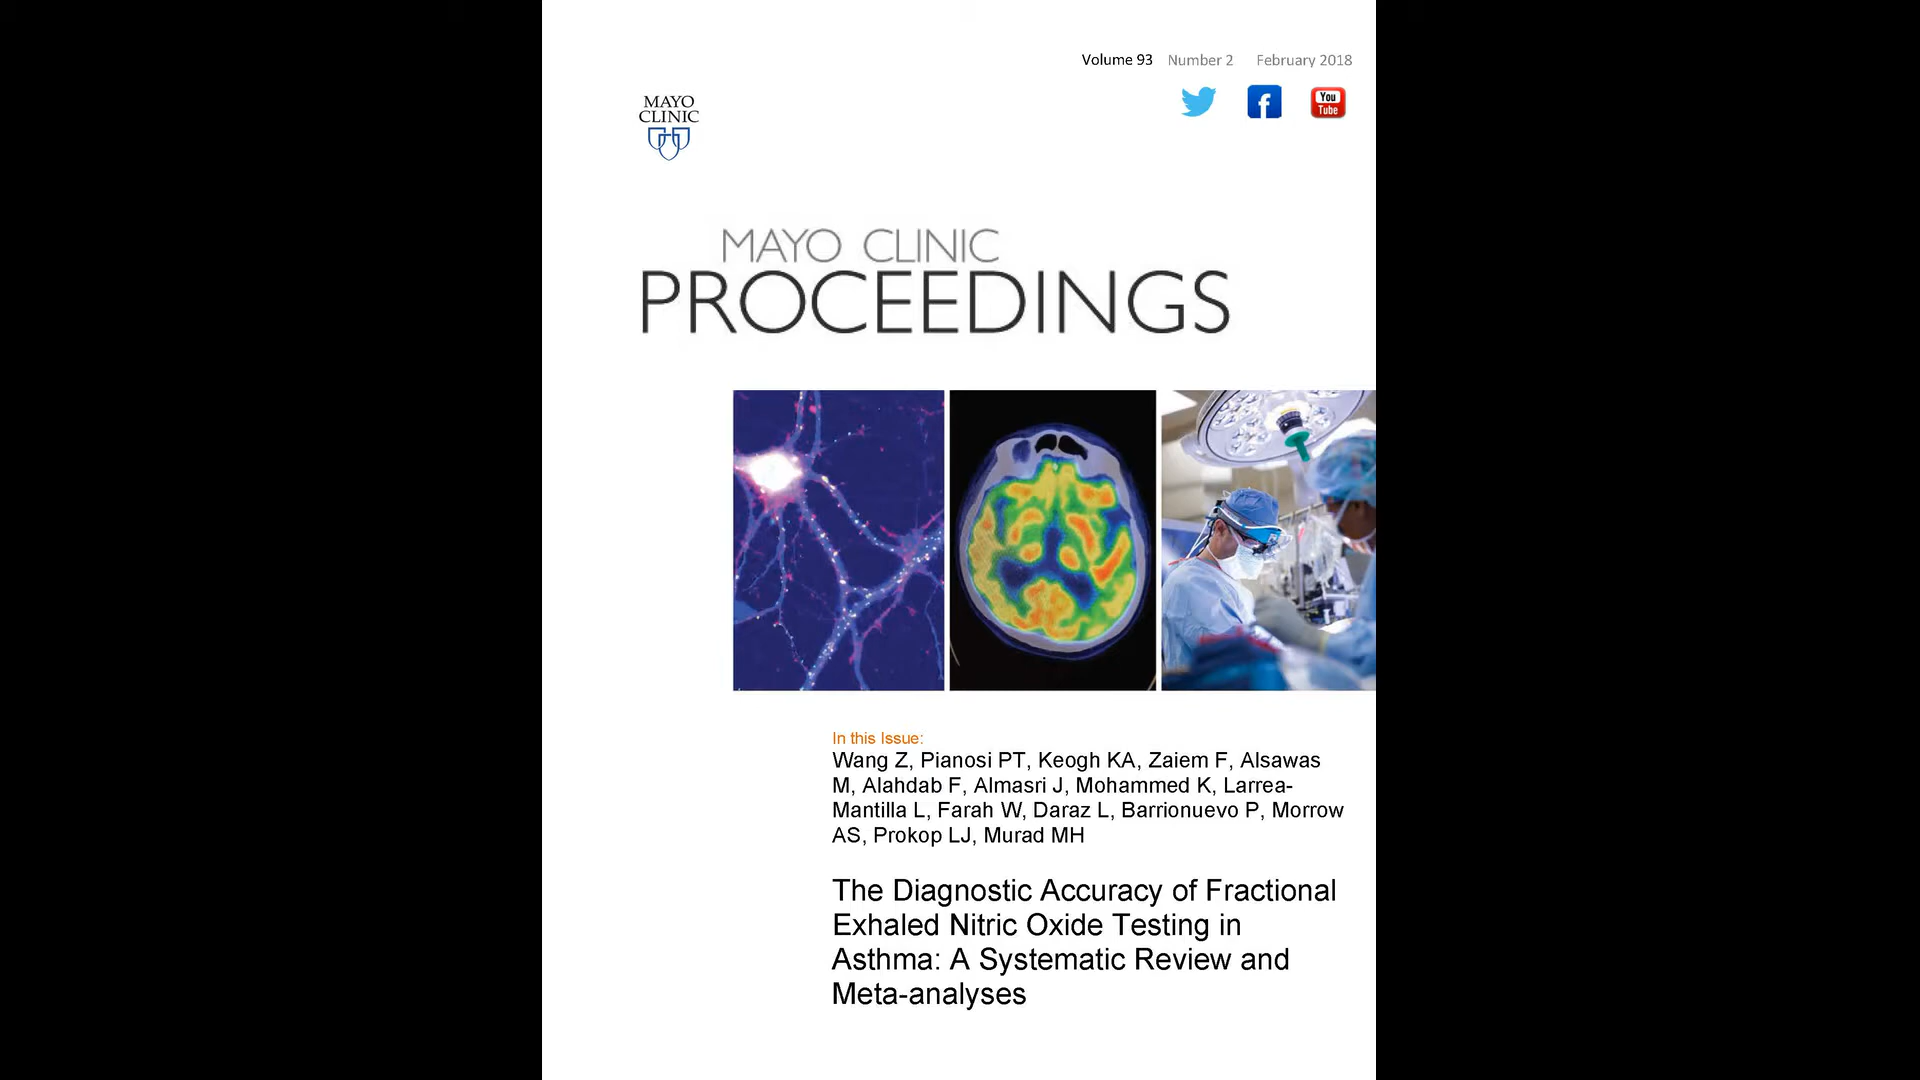 Volume 93 Number 2 February 2018
MAYO
CLINIC
You
Tube
MAYO CLINIC
PROCEEDINGS
In this Issue:
Wang Z, Pianosi PT, Keogh KA, Zaiem F, Alsawas
M, Alahdab F, Almasri J, Mohammed K, Larrea-
Mantilla L, Farah W, Daraz L, Barrionuevo P, Morrow
AS, Prokop LJ, Murad MH
The Diagnostic Accuracy of Fractional
Exhaled Nitric Oxide Testing in
Asthma: A Systematic Review and
Meta-analyses